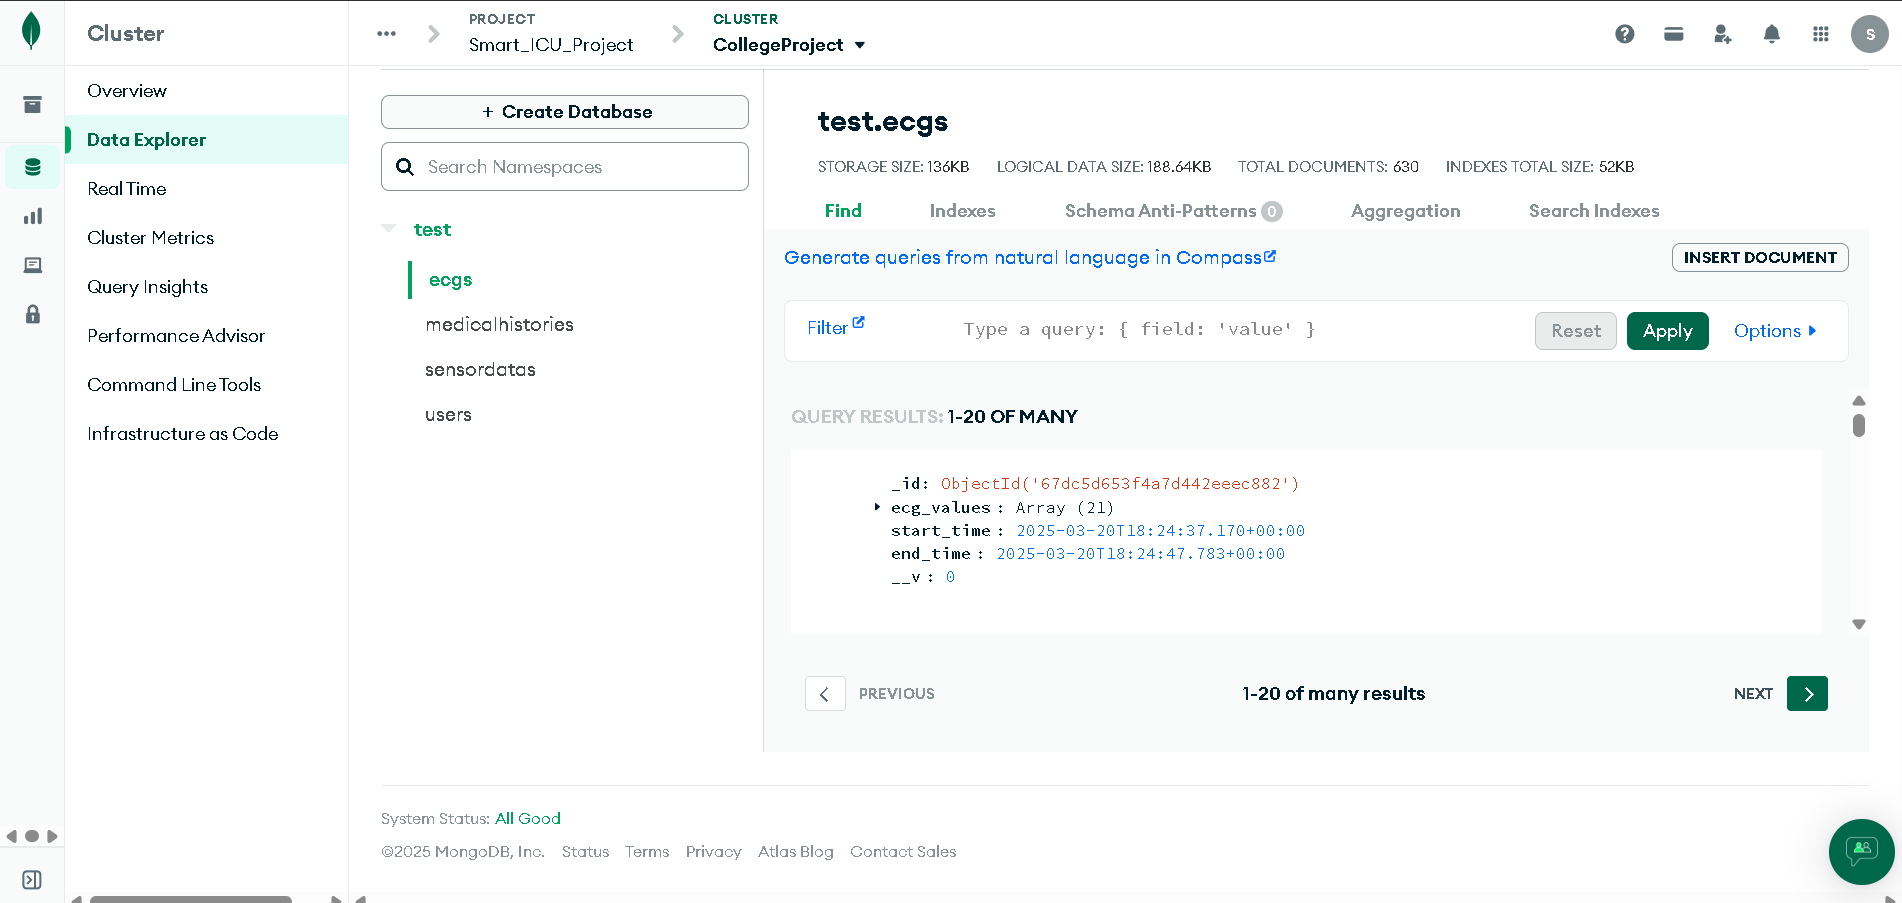 Cluster
PROJECT
Smart_ICU_Project
CLUSTER
CollegeProject
S
Overview
Data Explorer
Real Time
Cluster Metrics
Query Insights
Performance Advisor
Command Line Tools
Infrastructure as Code
+ Create Database
Search Namespaces
test
ecgs
medicalhistories
sensordatas
users
test.ecgs
STORAGE SIZE: 136KB LOGICAL DATA SIZE: 188.64KB TOTAL DOCUMENTS: 630 INDEXES TOTAL SIZE: 52KB
Find Indexes Schema Anti-Patterns 0 Aggregation Search Indexes
Generate queries from natural language in Compass
INSERT DOCUMENT
Filter Type a query: { field: 'value' } Reset Apply Options
QUERY RESULTS: 1-20 OF MANY
_id: ObjectId('67dc5d653f4a7d442eeec882')
ecg_values : Array (21)
start_time : 2025-03-20T18:24:37.170+00:00
end_time : 2025-03-20T18:24:47.783+00:00
__v : 0
PREVIOUS 1-20 of many results NEXT
System Status: All Good
©2025 MongoDB, Inc. Status Terms Privacy Atlas Blog Contact Sales